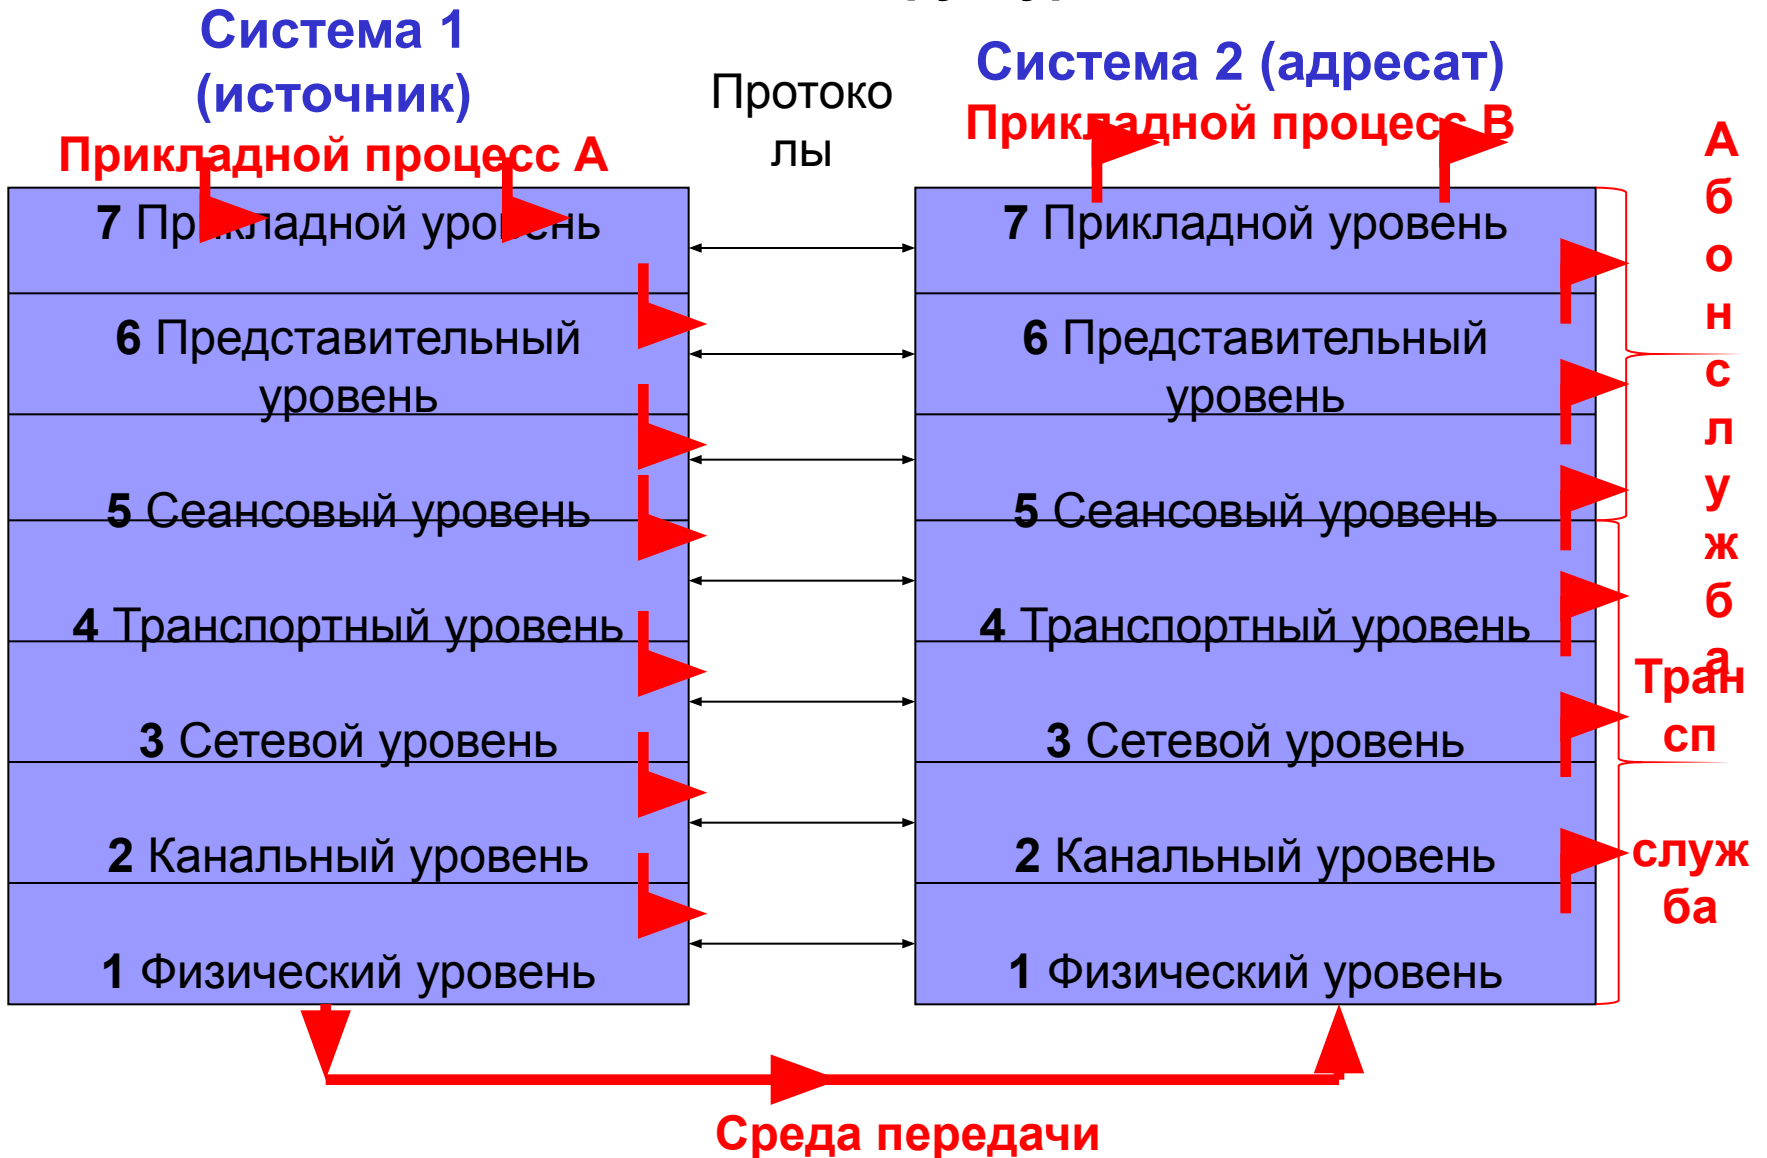 Система 1
(источник)
Прикладной процесс А
7 Прикладной уровень
6 Представительный
уровень
5 Сеансовый уровень
4 Транспортный уровень
3 Сетевой уровень
2 Канальный уровень
1 Физический уровень
Протоко
лы
Система 2 (адресат)
Прикладной процесс В
7 Прикладной уровень
6 Представительный
уровень
5 Сеансовый уровень
4 Транспортный уровень
3 Сетевой уровень
2 Канальный уровень
1 Физический уровень
А
б
о
н
с
л
у
ж
б
а
Тран
сп
служ
ба
Среда передачи